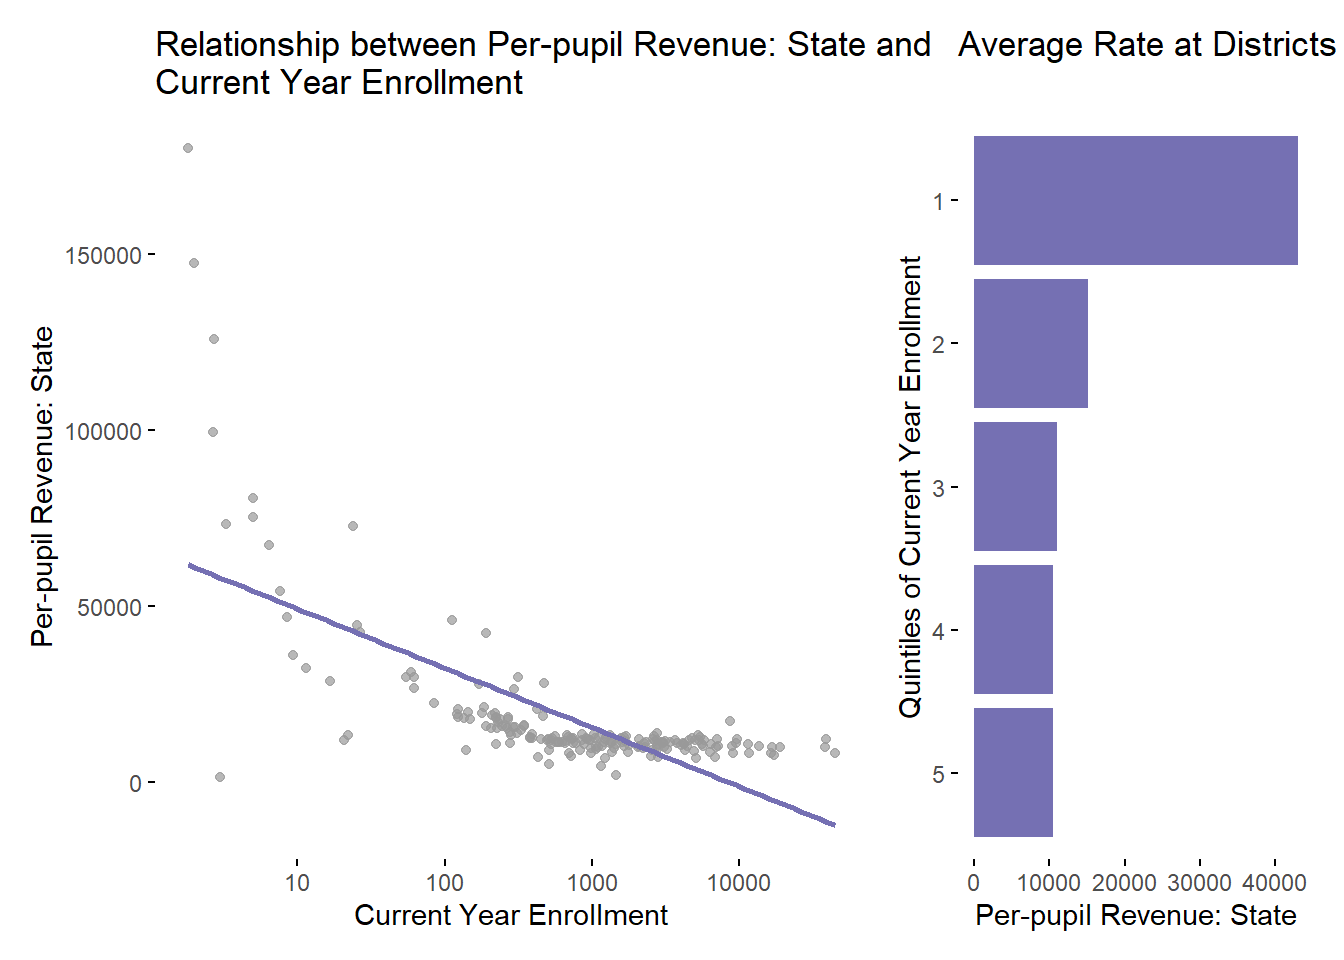 Relationship between Per-pupil Revenue: State and
Current Year Enrollment
Per-pupil Revenue: State
150000
100000
50000
0
10
100
1000
10000
Current Year Enrollment
Average Rate at Districts
Quintiles of Current Year Enrollment
1
2
3
4
5
0
10000
20000
30000
40000
Per-pupil Revenue: State